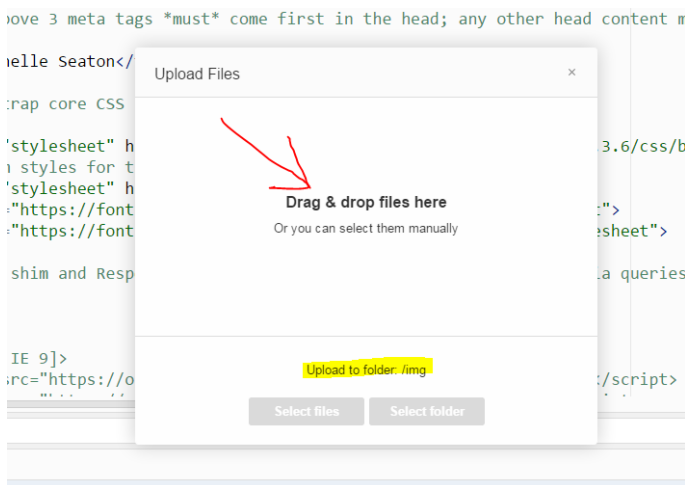 bove 3 meta tags *must* come first in the head; any other head content m
nelle Seaton</
Upload Files
×
trap core CSS
"stylesheet" h
.3.6/css/b
m styles for t
"stylesheet" h
="https://font
:">
="https://font
esheet">
Drag & drop files here
Or you can select them manually
shim and Resp
a queries
IE 9]>
Upload to folder: /img
src="https://o
/script>
Select files
Select folder